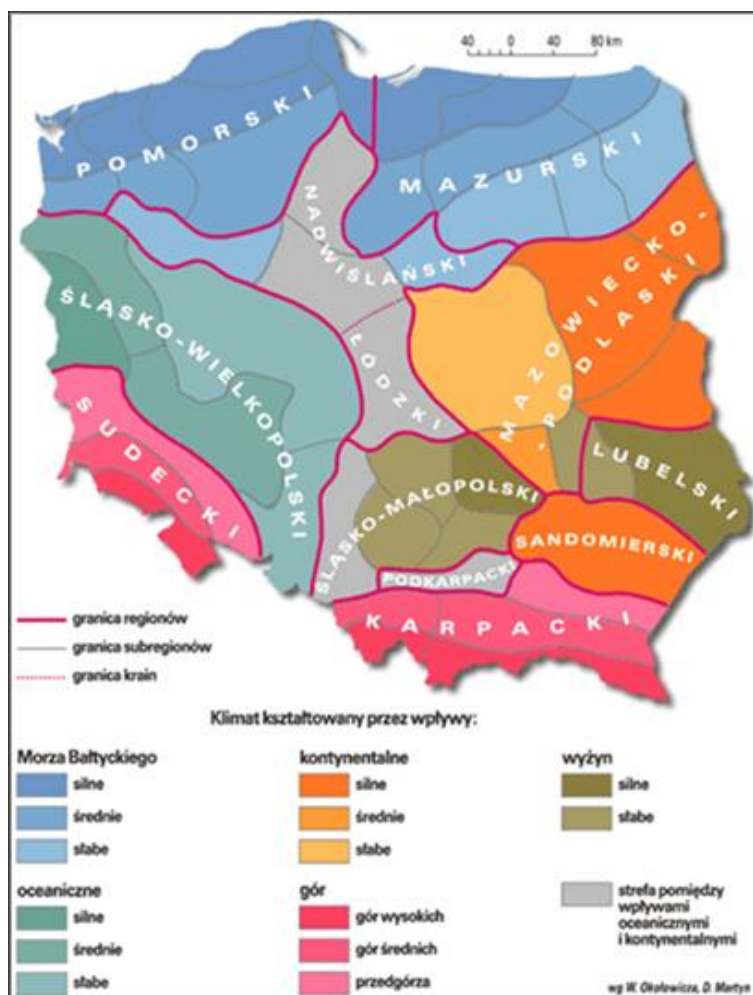 40 0 40 80 km
POMORSKI
MAZURSKI
NADWIŚLAŃSKI
MAZOWIECKO-
-PODLASKI
ŚLĄSKO-WIELKOPOLSKI
ŁÓDZKI
SUDECKI
LUBELSKI
ŚLĄSKO-MAŁOPOLSKI
SANDOMIERSKI
PODKARPACKI
KARPACKI
granica regionów
granica subregionów
granica krain
Klimat kształtowany przez wpływy:
Morza Bałtyckiego
silne
średnie
słabe
kontynentalne
silne
średnie
słabe
wyżyn
silne
słabe
oceaniczne
silne
średnie
słabe
gór
gór wysokich
gór średnich
przedgórza
strefa pomiędzy
wpływami
oceanicznymi
i kontynentalnymi
wg W. Okołowicza, D. Martyn